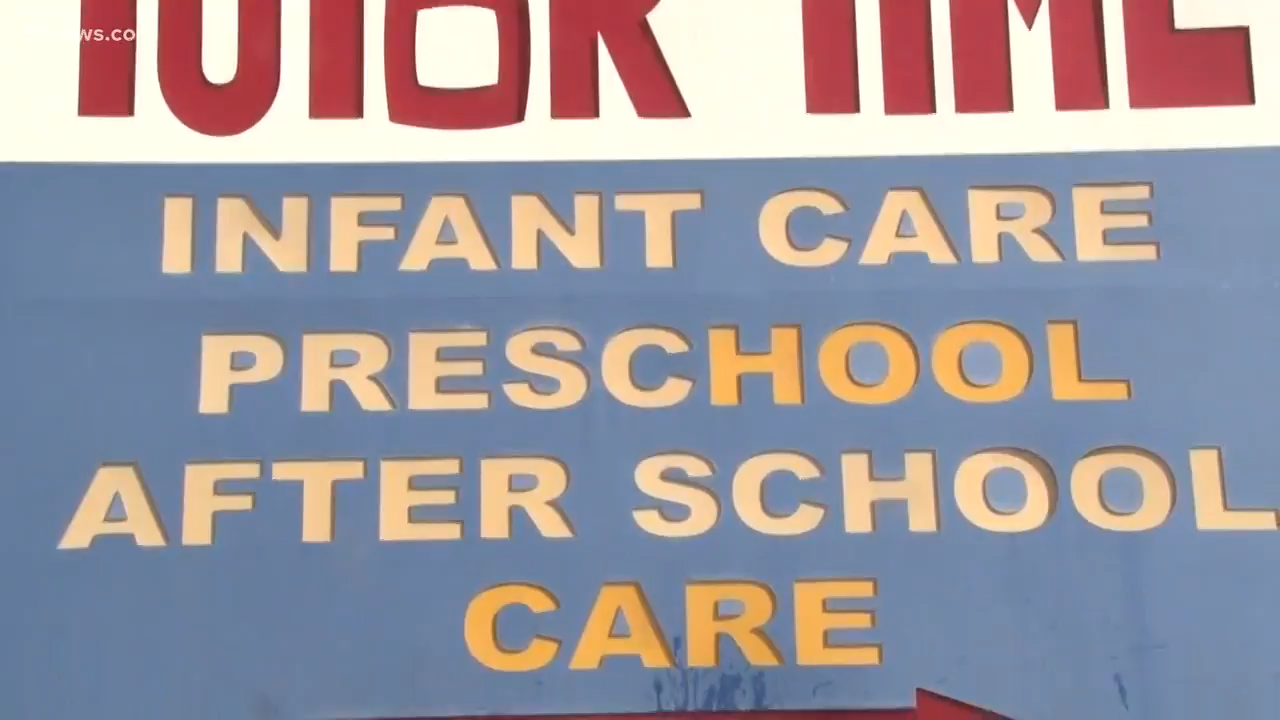 TUTOR TIME
INFANT CARE
PRESCHOOL
AFTER SCHOOL
CARE